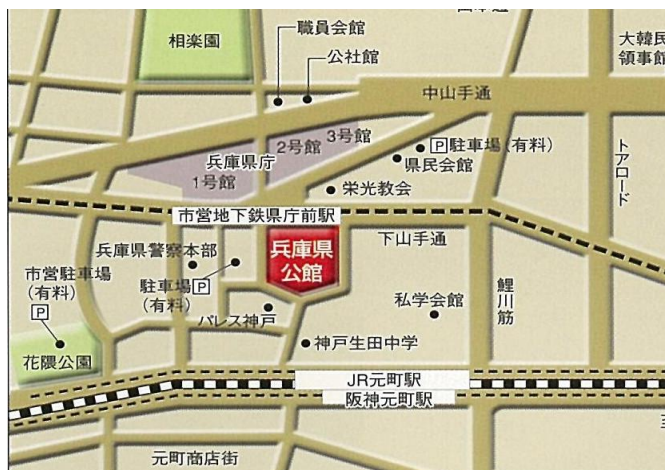 相楽園
職員会館
公社館
大韓民
領事館
中山手通
3号館
2号館
兵庫県庁
1号館
P駐車場(有料)
県民会館
栄光教会
トアロード
市営地下鉄県庁前駅
兵庫県
公館
下山手通
兵庫県警察本部
市営駐車場
(有料)
P
駐車場P
(有料)
パレス神戸
私学会館
鯉川筋
花隈公園
神戸生田中学
JR元町駅
阪神元町駅
元町商店街